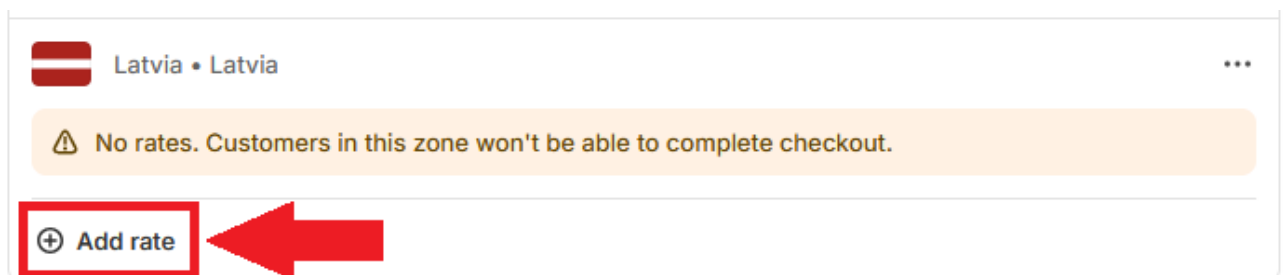 Latvia • Latvia
No rates. Customers in this zone won't be able to complete checkout.
Add rate